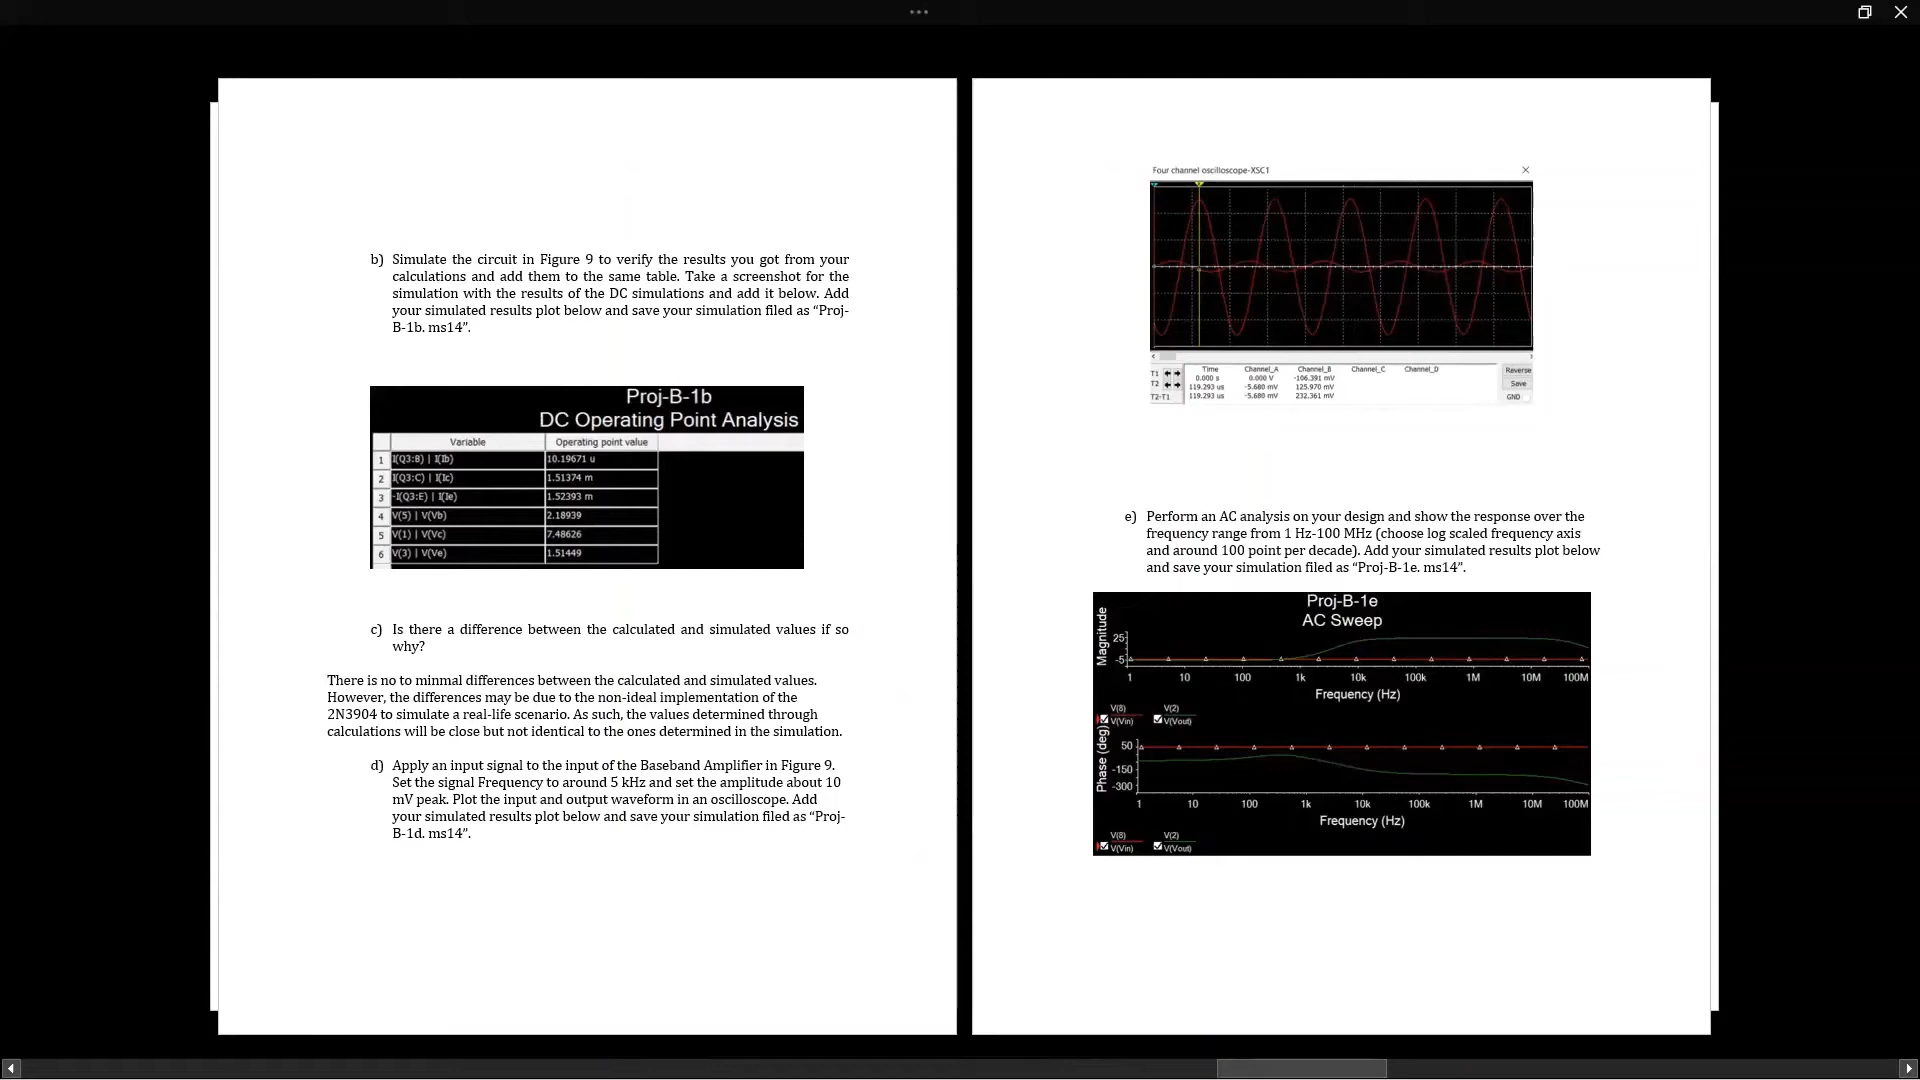 b) Simulate the circuit in Figure 9 to verify the results you got from your
calculations and add them to the same table. Take a screenshot for the
simulation with the results of the DC simulations and add it below. Add
your simulated results plot below and save your simulation filed as “Proj-
B-1b. ms14”.
Proj-B-1b
DC Operating Point Analysis
Variable Operating point value
1 I(Q3:B) | I(Ib) 10.19671 u
2 I(Q3:C) | I(Ic) 1.51374 m
3 -I(Q3:E) | I(Ie) 1.52393 m
4 V(5) | V(Vb) 2.18939
5 V(1) | V(Vc) 7.48626
6 V(3) | V(Ve) 1.51449
c) Is there a difference between the calculated and simulated values if so
why?
There is no to minmal differences between the calculated and simulated values.
However, the differences may be due to the non-ideal implementation of the
2N3904 to simulate a real-life scenario. As such, the values determined through
calculations will be close but not identical to the ones determined in the simulation.
d) Apply an input signal to the input of the Baseband Amplifier in Figure 9.
Set the signal Frequency to around 5 kHz and set the amplitude about 10
mV peak. Plot the input and output waveform in an oscilloscope. Add
your simulated results plot below and save your simulation filed as “Proj-
B-1d. ms14”.
Four channel oscilloscope-XSC1
Time Channel_A Channel_B Channel_C Channel_D
T1 0.000 s 0.000 V -106.391 mV
T2 119.293 us -5.680 mV 125.970 mV
T2-T1 119.293 us -5.680 mV 232.361 mV
Reverse
Save
GND
e) Perform an AC analysis on your design and show the response over the
frequency range from 1 Hz-100 MHz (choose log scaled frequency axis
and around 100 point per decade). Add your simulated results plot below
and save your simulation filed as “Proj-B-1e. ms14”.
Proj-B-1e
AC Sweep
Magnitude
25
-5
1 10 100 1k 10k 100k 1M 10M 100M
Frequency (Hz)
V(8) V(2)
V(Vin) V(Vout)
Phase (deg)
50
-150
-300
1 10 100 1k 10k 100k 1M 10M 100M
Frequency (Hz)
V(8) V(2)
V(Vin) V(Vout)